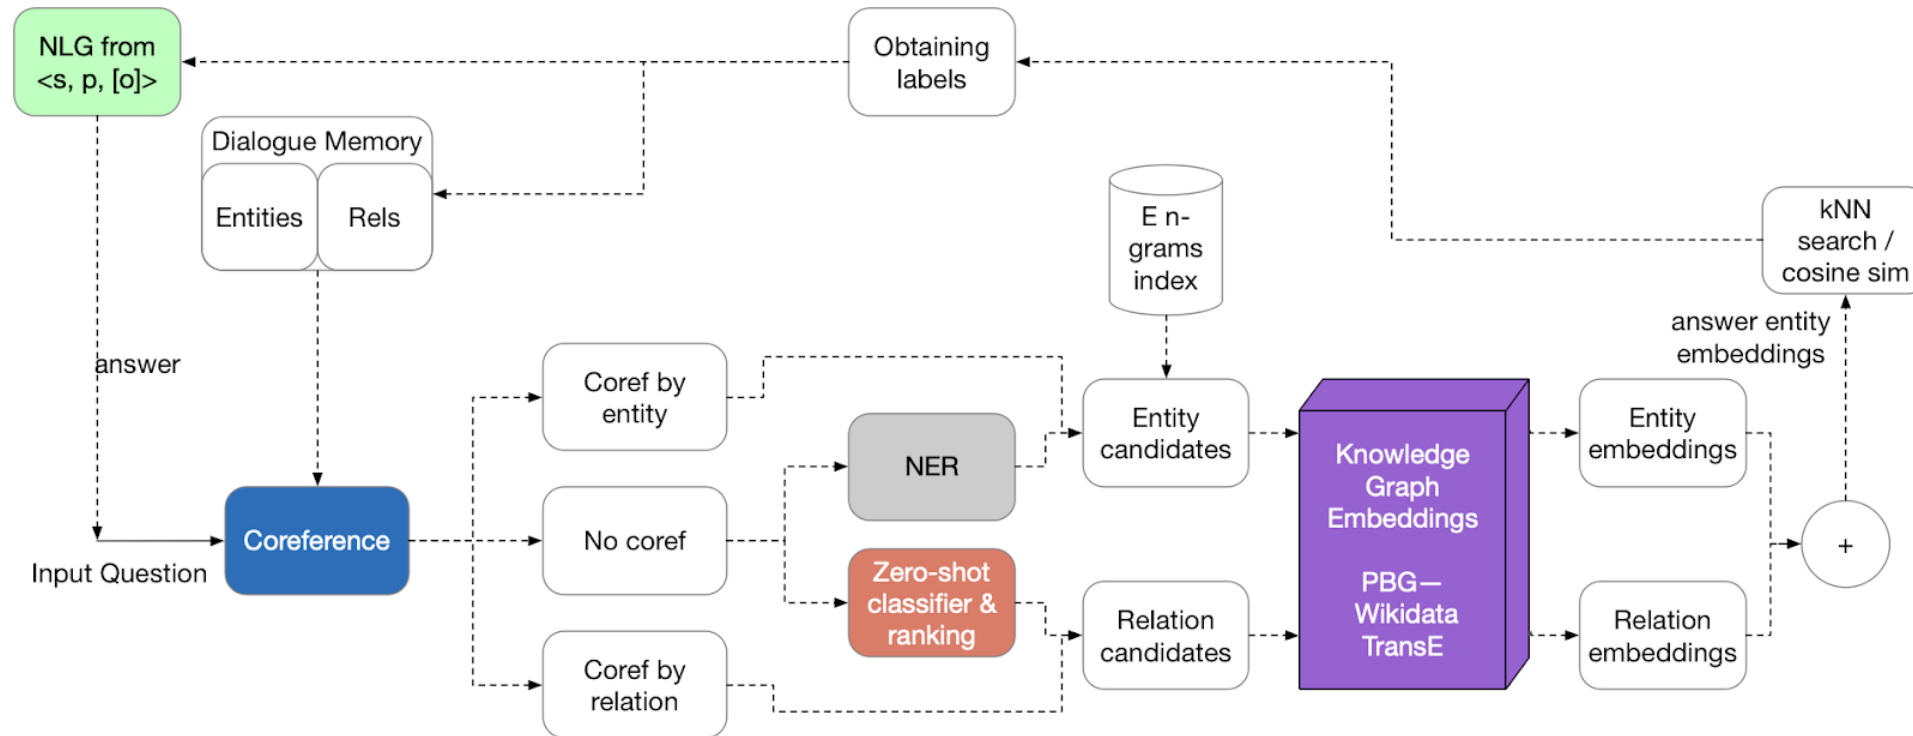 NLG from
<s, p, [o]>
Obtaining
labels
Dialogue Memory
Entities
Rels
E n-
grams
index
kNN
search /
cosine sim
answer entity
embeddings
answer
Coref by
entity
Entity
candidates
Entity
embeddings
NER
Knowledge
Graph
Embeddings
PBG—
Wikidata
TransE
Coreference
No coref
+
Input Question
Zero-shot
classifier &
ranking
Relation
candidates
Relation
embeddings
Coref by
relation